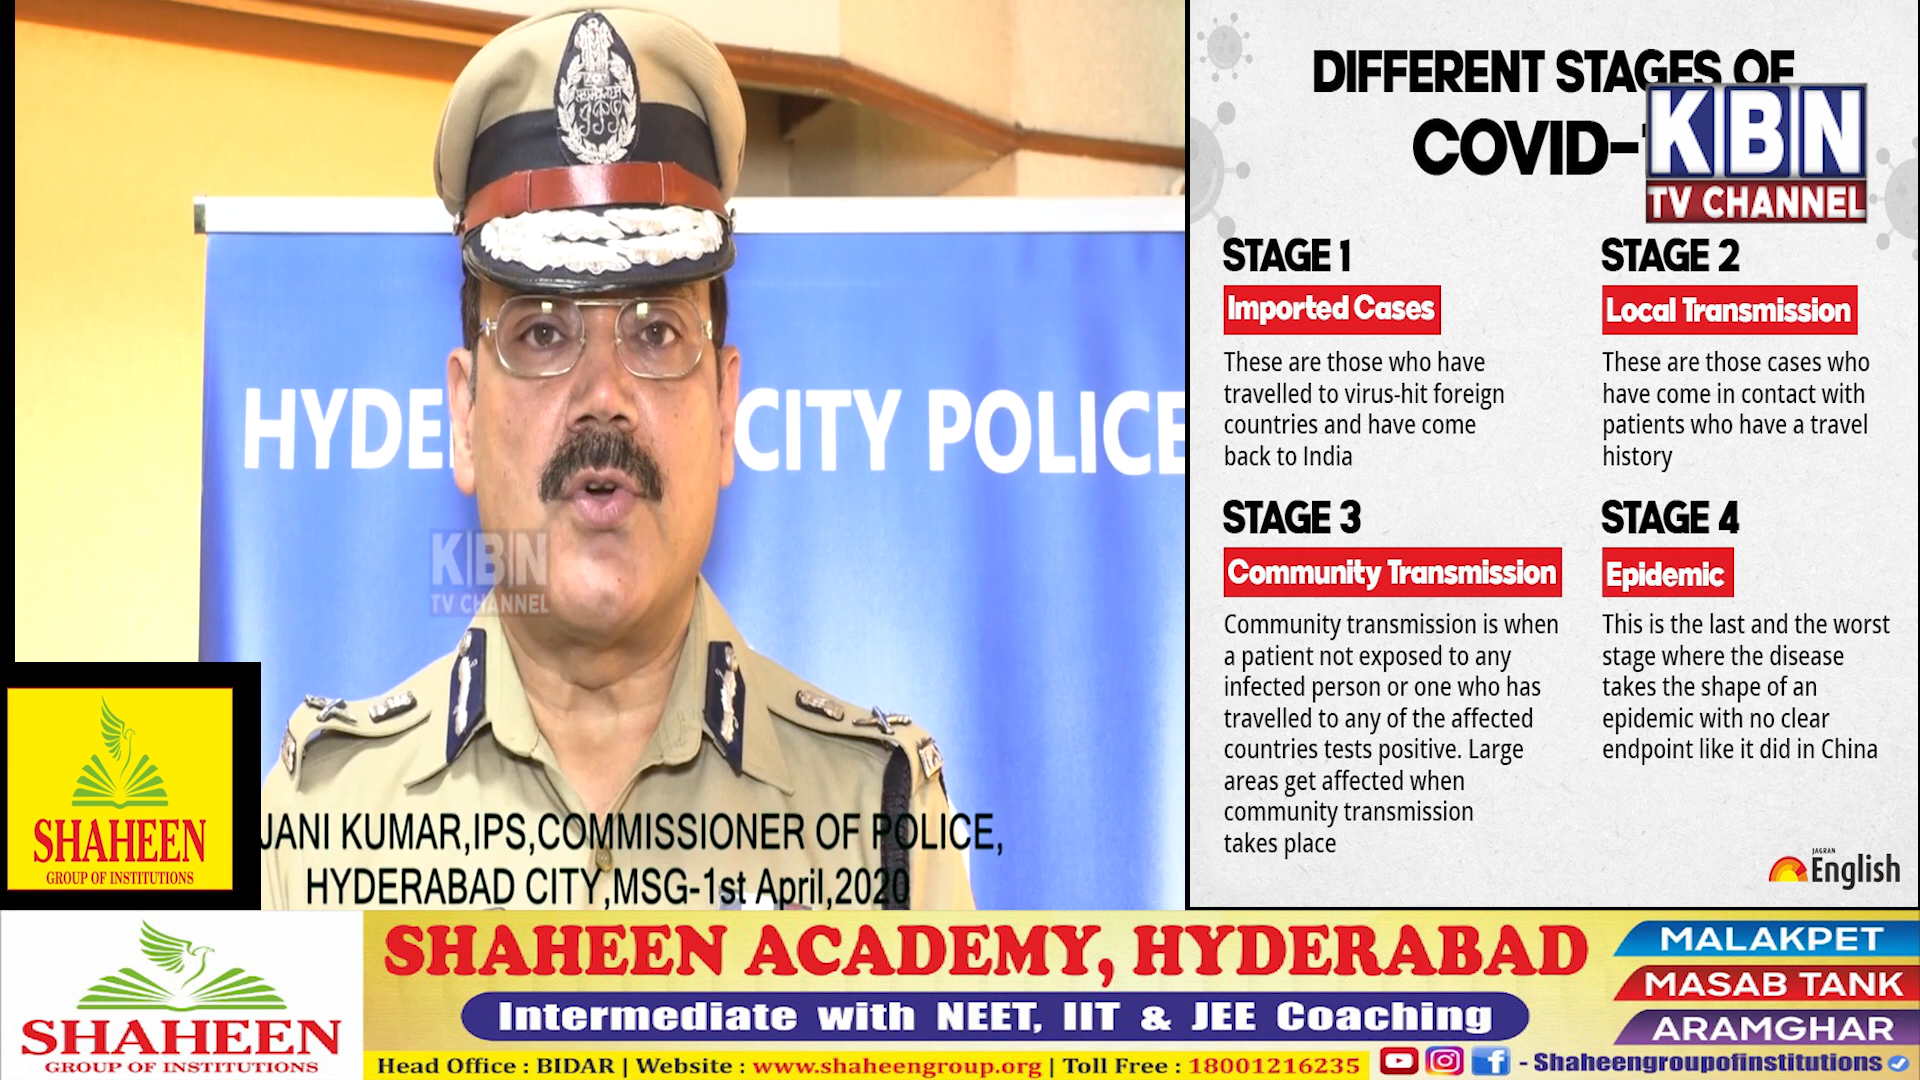 HYDE CITY POLICE
KBN
TV CHANNEL
JANI KUMAR,IPS,COMMISSIONER OF POLICE,
HYDERABAD CITY,MSG-1st April,2020
SHAHEEN
GROUP OF INSTITUTIONS
DIFFERENT STAGES OF
COVID-
KBN
TV CHANNEL
STAGE 1
Imported Cases
These are those who have
travelled to virus-hit foreign
countries and have come
back to India
STAGE 2
Local Transmission
These are those cases who
have come in contact with
patients who have a travel
history
STAGE 3
Community Transmission
Community transmission is when
a patient not exposed to any
infected person or one who has
travelled to any of the affected
countries tests positive. Large
areas get affected when
community transmission
takes place
STAGE 4
Epidemic
This is the last and the worst
stage where the disease
takes the shape of an
epidemic with no clear
endpoint like it did in China
JAGRAN
English
SHAHEEN
GROUP OF INSTITUTIONS
SHAHEEN ACADEMY, HYDERABAD
Intermediate with NEET, IIT & JEE Coaching
Head Office : BIDAR | Website : www.shaheengroup.org | Toll Free : 18001216235
- Shaheengroupofinstitutions
MALAKPET
MASAB TANK
ARAMGHAR